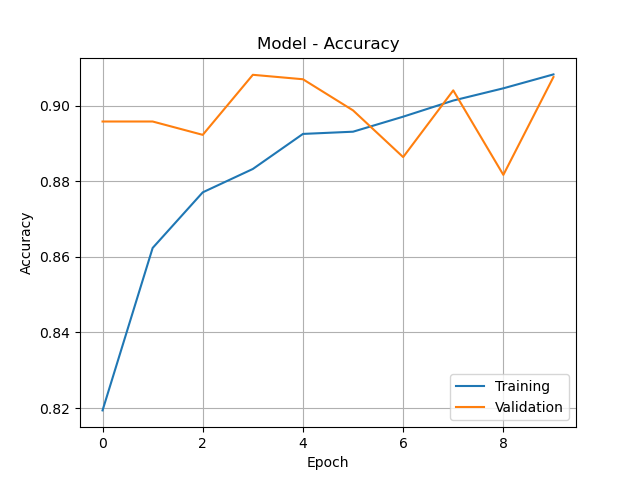 Model - Accuracy
Accuracy
0.90
0.88
0.86
0.84
0.82
0 2 4 6 8
Epoch
Training
Validation